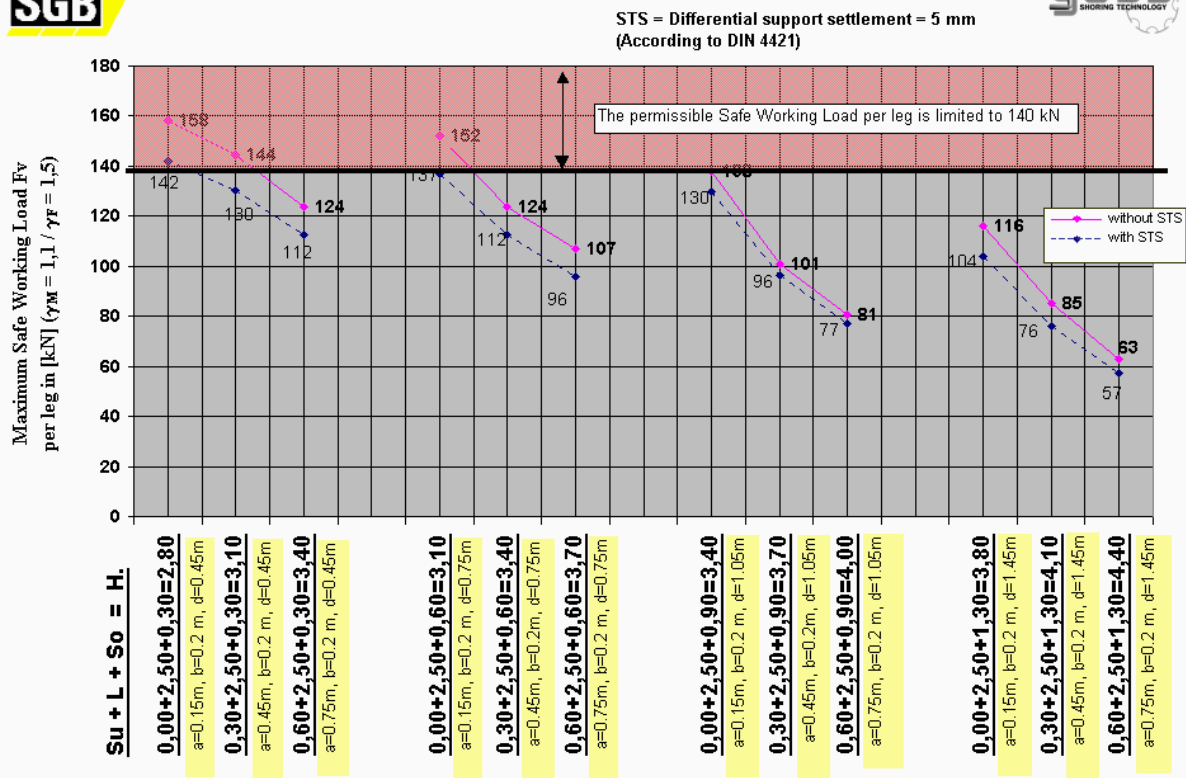 SGB
SHORING TECHNOLOGY
STS = Differential support settlement = 5 mm
(According to DIN 4421)
Maximum Safe Working Load Fv
per leg in [kN] (γM = 1,1 / γF = 1,5)
180
160
140
120
100
80
60
40
20
0
The permissible Safe Working Load per leg is limited to 140 kN
158
144
124
142
130
112
152
124
107
137
112
96
101
81
130
96
77
116
85
63
104
76
57
without STS
with STS
Su + L + So = H.
0,00+2,50+0,30=2,80
a=0.15m, b=0.2 m, d=0.45m
0,30+2,50+0,30=3,10
a=0.45m, b=0.2m, d=0.45m
0,60+2,50+0,30=3,40
a=0.75m, b=0.2 m, d=0.45m
0,00+2,50+0,60=3,10
a=0.15m, b=0.2 m, d=0.75m
0,30+2,50+0,60=3,40
a=0.45m, b=0.2m, d=0.75m
0,60+2,50+0,60=3,70
a=0.75m, b=0.2 m, d=0.75m
0,00+2,50+0,90=3,40
a=0.15m, b=0.2 m, d=1.05m
0,30+2,50+0,90=3,70
a=0.45m, b=0.2m, d=1.05m
0,60+2,50+0,90=4,00
a=0.75m, b=0.2 m, d=1.05m
0,00+2,50+1,30=3,80
a=0.15m, b=0.2 m, d=1.45m
0,30+2,50+1,30=4,10
a=0.45m, b=0.2m, d=1.45m
0,60+2,50+1,30=4,40
a=0.75m, b=0.2 m, d=1.45m